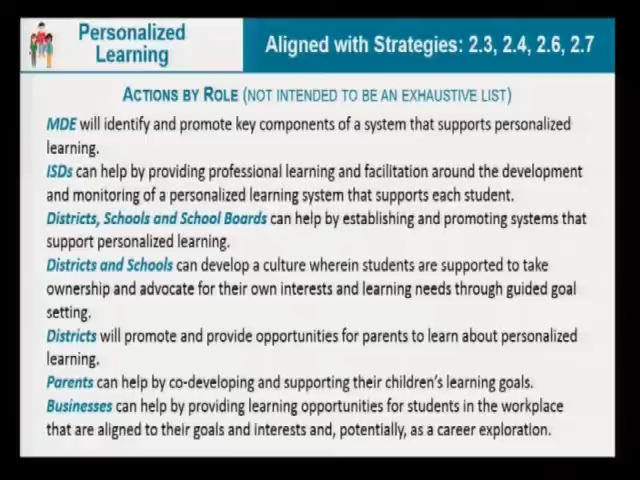 Personalized
Learning
Aligned with Strategies: 2.3, 2.4, 2.6, 2.7
ACTIONS BY ROLE (NOT INTENDED TO BE AN EXHAUSTIVE LIST)
MDE will identify and promote key components of a system that supports personalized
learning.
ISDs can help by providing professional learning and facilitation around the development
and monitoring of a personalized learning system that supports each student.
Districts, Schools and School Boards can help by establishing and promoting systems that
support personalized learning.
Districts and Schools can develop a culture wherein students are supported to take
ownership and advocate for their own interests and learning needs through guided goal
setting.
Districts will promote and provide opportunities for parents to learn about personalized
learning.
Parents can help by co-developing and supporting their children's learning goals.
Businesses can help by providing learning opportunities for students in the workplace
that are aligned to their goals and interests and, potentially, as a career exploration.